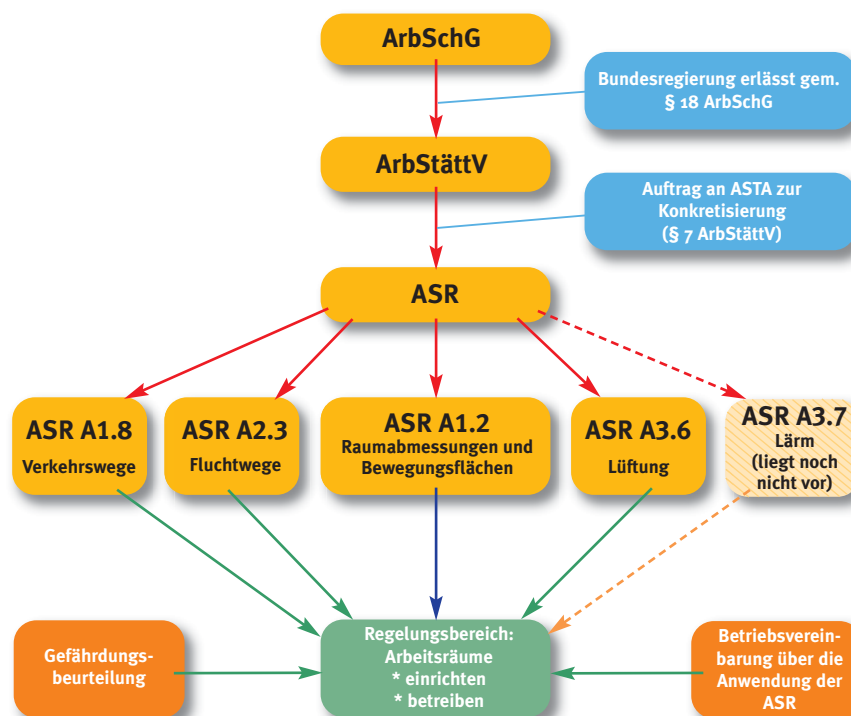 ArbSchG
Bundesregierung erlässt gem.
§ 18 ArbSchG
ArbStättV
Auftrag an ASTA zur
Konkretisierung
(§ 7 ArbStättV)
ASR
ASR A1.8
Verkehrswege
ASR A2.3
Fluchtwege
ASR A1.2
Raumabmessungen und
Bewegungsflächen
ASR A3.6
Lüftung
ASR A3.7
Lärm
(liegt noch
nicht vor)
Gefährdungs-
beurteilung
Regelungsbereich:
Arbeitsräume
* einrichten
* betreiben
Betriebsverein-
barung über die
Anwendung der
ASR